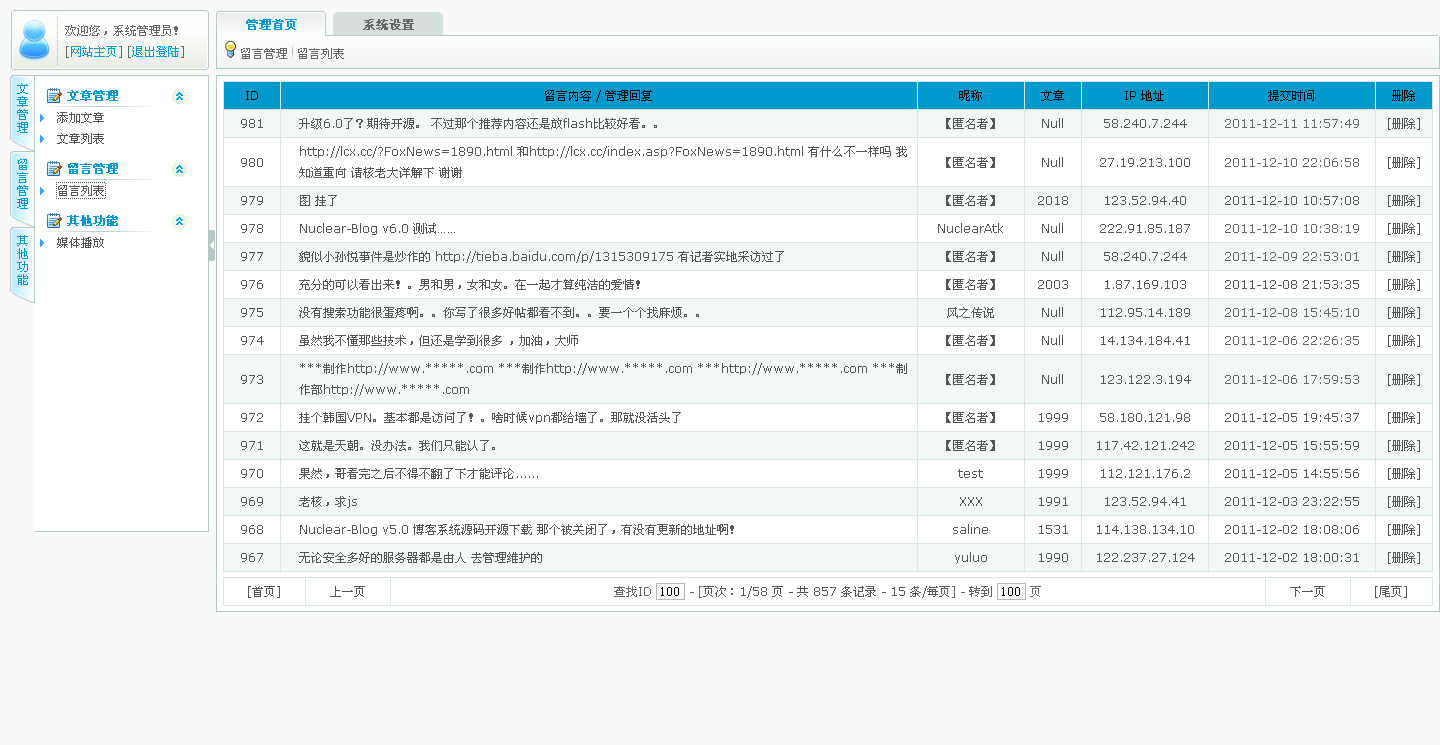 欢迎您，系统管理员！
[网站主页] [退出登陆]
管理首页 系统设置
留言管理 留言列表
文章管理
留言管理
其他功能
文章管理
添加文章
文章列表
留言管理
留言列表
其他功能
媒体播放
ID 留言内容 / 管理回复 昵称 文章 IP 地址 提交时间 删除
981 升级6.0了？期待开源。 不过那个推荐内容还是放flash比较好看。。 【匿名者】 Null 58.240.7.244 2011-12-11 11:57:49 [删除]
980 http://lcx.cc/?FoxNews=1890.html 和http://lcx.cc/index.asp?FoxNews=1890.html 有什么不一样吗 我
知道重向 请核老大详解下 谢谢 【匿名者】 Null 27.19.213.100 2011-12-10 22:06:58 [删除]
979 图 挂了 【匿名者】 2018 123.52.94.40 2011-12-10 10:57:08 [删除]
978 Nuclear-Blog v6.0 测试…… NuclearAtk Null 222.91.85.187 2011-12-10 10:38:19 [删除]
977 貌似小孙悦事件是炒作的 http://tieba.baidu.com/p/1315309175 有记者实地采访过了 【匿名者】 Null 58.240.7.244 2011-12-09 22:53:01 [删除]
976 充分的可以看出来！。男和男，女和女。在一起才算纯洁的爱情！ 【匿名者】 2003 1.87.169.103 2011-12-08 21:53:35 [删除]
975 没有搜索功能很蛋疼啊。。你写了很多好帖都看不到。。要一个个找麻烦。。 风之传说 Null 112.95.14.189 2011-12-08 15:45:10 [删除]
974 虽然我不懂那些技术，但还是学到很多 ，加油，大师 【匿名者】 Null 14.134.184.41 2011-12-06 22:26:35 [删除]
973 ***制作http://www.*****.com ***制作http://www.*****.com ***http://www.*****.com ***制
作部http://www.*****.com 【匿名者】 Null 123.122.3.194 2011-12-06 17:59:53 [删除]
972 挂个韩国VPN。基本都是访问了！。啥时候vpn都给墙了。那就没活头了 【匿名者】 1999 58.180.121.98 2011-12-05 19:45:37 [删除]
971 这就是天朝。没办法。我们只能认了。 【匿名者】 1999 117.42.121.242 2011-12-05 15:55:59 [删除]
970 果然，哥看完之后不得不翻了下才能评论…… test 1999 112.121.176.2 2011-12-05 14:55:56 [删除]
969 老核，求js XXX 1991 123.52.94.41 2011-12-03 23:22:55 [删除]
968 Nuclear-Blog v5.0 博客系统源码开源下载 那个被关闭了，有没有更新的地址啊！ saline 1531 114.138.134.10 2011-12-02 18:08:06 [删除]
967 无论安全多好的服务器都是由人 去管理维护的 yuluo 1990 122.237.27.124 2011-12-02 18:00:31 [删除]
[首页] 上一页 查找ID 100 - [页次：1/58 页 - 共 857 条记录 - 15 条/每页] - 转到 100 页 下一页 [尾页]